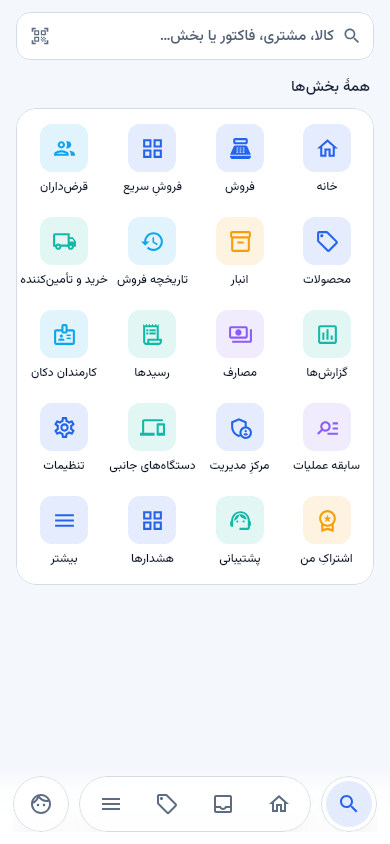 کالا، مشتری، فاکتور یا بخش...
همهٔ بخش‌ها
خانه
فروش
فروش سریع
قرض‌داران
محصولات
انبار
تاریخچه فروش
خرید و تأمین‌کننده
گزارش‌ها
مصارف
رسیدها
کارمندان دکان
سابقه عملیات
مرکز مدیریت
دستگاه‌های جانبی
تنظیمات
اشتراک من
پشتیبانی
هشدارها
بیشتر